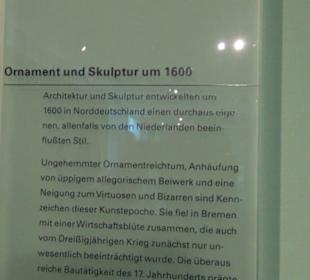 Ornament und Skulptur um 1600
Architektur und Skulptur entwickelten um
1600 in Norddeutschland einen durchaus eige-
nen, allenfalls von den Niederlanden beein-
flußten Stil.
Ungehemmter Ornamentreichtum, Anhäufung
von üppigem allegorischem Beiwerk und eine
Neigung zum Virtuosen und Bizarren sind Kenn-
zeichen dieser Kunstepoche. Sie fiel in Bremen
mit einer Wirtschaftsblüte zusammen, die auch
vom Dreißigjährigen Krieg zunächst nur un-
wesentlich beeinträchtigt wurde. Die überaus
reiche Bautätigkeit des 17. Jahrhunderts prägte